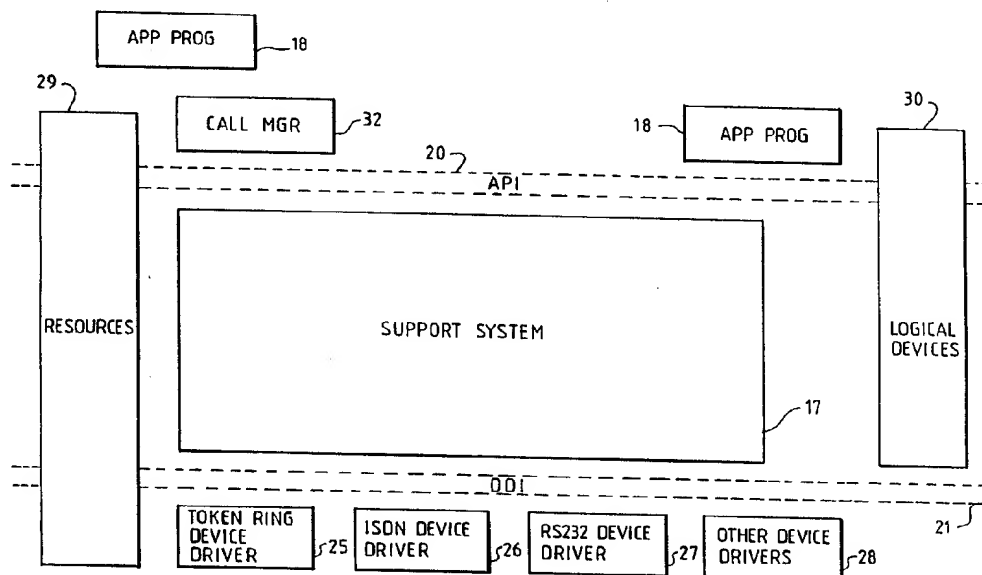 APP PROG
18
29
CALL MGR
32
18
APP PROG
30
20
API
RESOURCES
SUPPORT SYSTEM
LOGICAL
DEVICES
17
DDI
21
TOKEN RING
DEVICE
DRIVER
25
ISDN DEVICE
DRIVER
26
RS232 DEVICE
DRIVER
27
OTHER DEVICE
DRIVERS
28